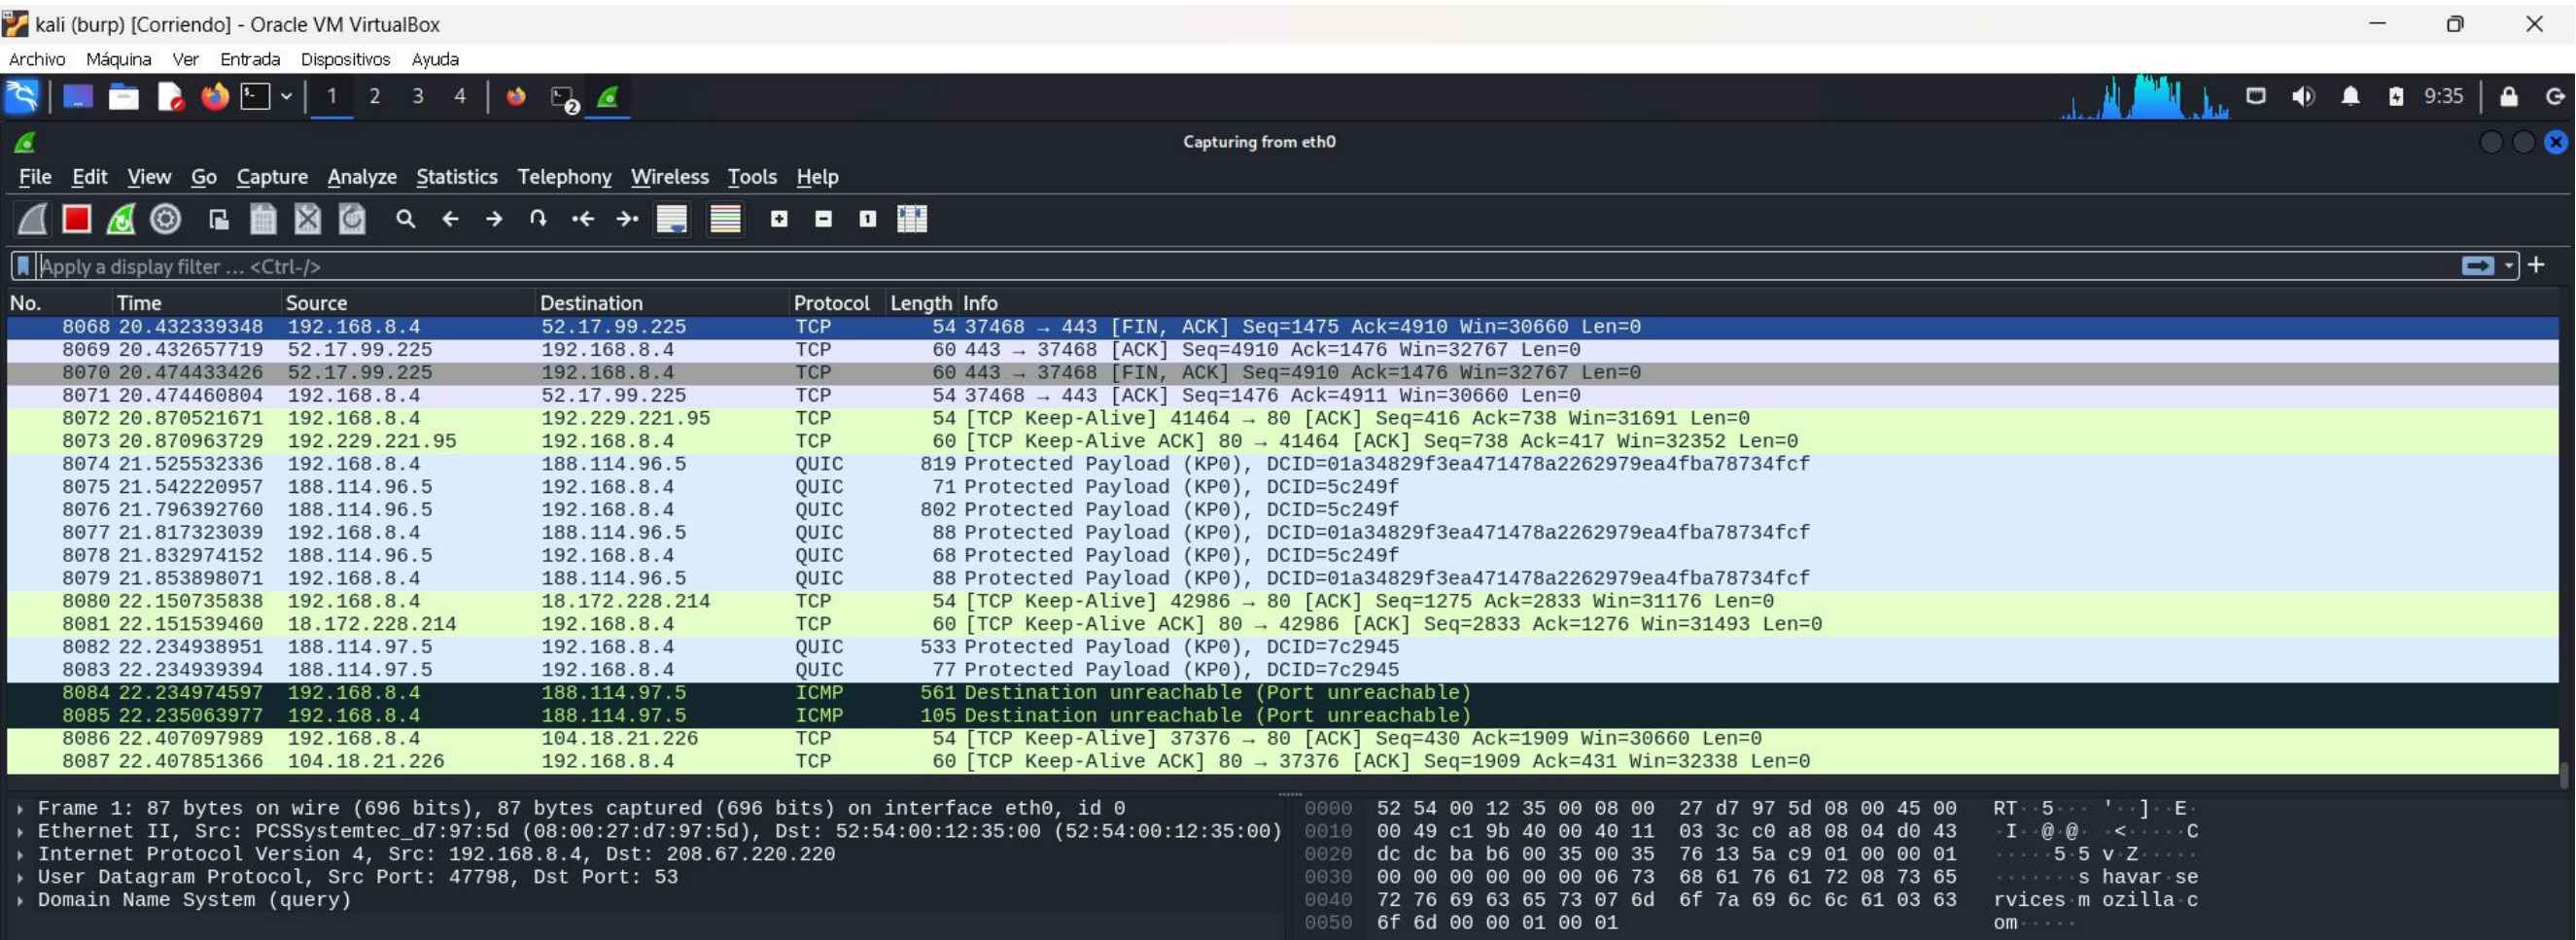 kali (burp) [Corriendo] - Oracle VM VirtualBox
Archivo Máquina Ver Entrada Dispositivos Ayuda
1 2 3 4 2 9:35
Capturing from eth0
File Edit View Go Capture Analyze Statistics Telephony Wireless Tools Help
Apply a display filter ... <Ctrl-/>
No. Time Source Destination Protocol Length Info
8068 20.432339348 192.168.8.4 52.17.99.225 TCP 54 37468 → 443 [FIN, ACK] Seq=1475 Ack=4910 Win=30660 Len=0
8069 20.432657719 52.17.99.225 192.168.8.4 TCP 60 443 → 37468 [ACK] Seq=4910 Ack=1476 Win=32767 Len=0
8070 20.474433426 52.17.99.225 192.168.8.4 TCP 60 443 → 37468 [FIN, ACK] Seq=4910 Ack=1476 Win=32767 Len=0
8071 20.474460804 192.168.8.4 52.17.99.225 TCP 54 37468 → 443 [ACK] Seq=1476 Ack=4911 Win=30660 Len=0
8072 20.870521671 192.168.8.4 192.229.221.95 TCP 54 [TCP Keep-Alive] 41464 → 80 [ACK] Seq=416 Ack=738 Win=31691 Len=0
8073 20.870963729 192.229.221.95 192.168.8.4 TCP 60 [TCP Keep-Alive ACK] 80 → 41464 [ACK] Seq=738 Ack=417 Win=32352 Len=0
8074 21.525532336 192.168.8.4 188.114.96.5 QUIC 819 Protected Payload (KP0), DCID=01a34829f3ea471478a2262979ea4fba78734fcf
8075 21.542220957 188.114.96.5 192.168.8.4 QUIC 71 Protected Payload (KP0), DCID=5c249f
8076 21.796392760 188.114.96.5 192.168.8.4 QUIC 802 Protected Payload (KP0), DCID=5c249f
8077 21.817323039 192.168.8.4 188.114.96.5 QUIC 88 Protected Payload (KP0), DCID=01a34829f3ea471478a2262979ea4fba78734fcf
8078 21.832974152 188.114.96.5 192.168.8.4 QUIC 68 Protected Payload (KP0), DCID=5c249f
8079 21.853898071 192.168.8.4 188.114.96.5 QUIC 88 Protected Payload (KP0), DCID=01a34829f3ea471478a2262979ea4fba78734fcf
8080 22.150735838 192.168.8.4 18.172.228.214 TCP 54 [TCP Keep-Alive] 42986 → 80 [ACK] Seq=1275 Ack=2833 Win=31176 Len=0
8081 22.151539460 18.172.228.214 192.168.8.4 TCP 60 [TCP Keep-Alive ACK] 80 → 42986 [ACK] Seq=2833 Ack=1276 Win=31493 Len=0
8082 22.234938951 188.114.97.5 192.168.8.4 QUIC 533 Protected Payload (KP0), DCID=7c2945
8083 22.234939394 188.114.97.5 192.168.8.4 QUIC 77 Protected Payload (KP0), DCID=7c2945
8084 22.234974597 192.168.8.4 188.114.97.5 ICMP 561 Destination unreachable (Port unreachable)
8085 22.235063977 192.168.8.4 188.114.97.5 ICMP 105 Destination unreachable (Port unreachable)
8086 22.407097989 192.168.8.4 104.18.21.226 TCP 54 [TCP Keep-Alive] 37376 → 80 [ACK] Seq=430 Ack=1909 Win=30660 Len=0
8087 22.407851366 104.18.21.226 192.168.8.4 TCP 60 [TCP Keep-Alive ACK] 80 → 37376 [ACK] Seq=1909 Ack=431 Win=32338 Len=0
Frame 1: 87 bytes on wire (696 bits), 87 bytes captured (696 bits) on interface eth0, id 0
Ethernet II, Src: PCSSystemtec_d7:97:5d (08:00:27:d7:97:5d), Dst: 52:54:00:12:35:00 (52:54:00:12:35:00)
Internet Protocol Version 4, Src: 192.168.8.4, Dst: 208.67.220.220
User Datagram Protocol, Src Port: 47798, Dst Port: 53
Domain Name System (query)
0000 52 54 00 12 35 00 08 00 27 d7 97 5d 08 00 45 00 RT··5···'··]··E·
0010 00 49 c1 9b 40 00 40 11 03 3c c0 a8 08 04 d0 43 ·I··@·@··<·····C
0020 dc dc ba b6 00 35 00 35 76 13 5a c9 01 00 00 01 ·····5·5 v·Z·····
0030 00 00 00 00 00 00 06 73 68 61 76 61 72 08 73 65 ·······s havar·se
0040 72 76 69 63 65 73 07 6d 6f 7a 69 6c 6c 61 03 63 rvices·m ozilla·c
0050 6f 6d 00 00 01 00 01 om·····